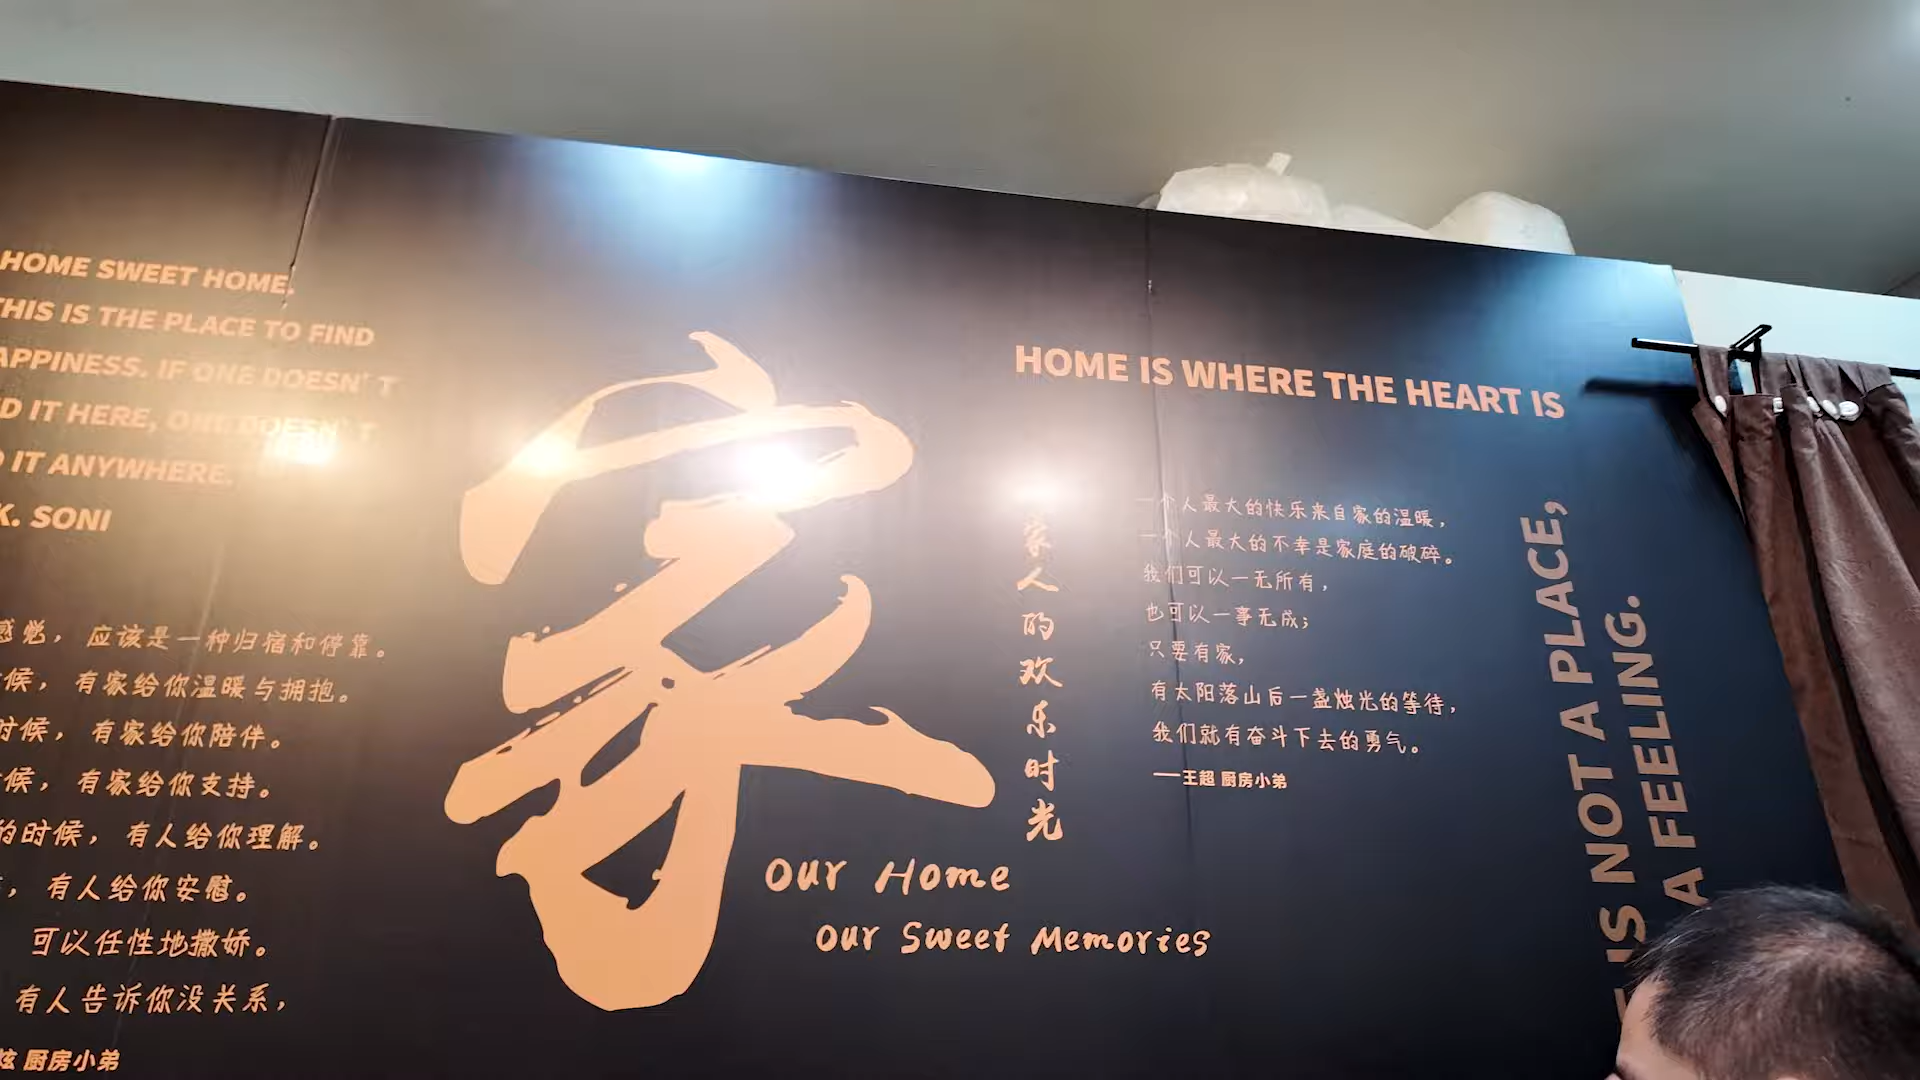 HOME SWEET HOME.
THIS IS THE PLACE TO FIND
APPINESS. IF ONE DOESN'T
D IT HERE, ONE DOESN'T
IT ANYWHERE.
K. SONI
感觉，应该是一种归宿和停靠。
候，有家给你温暖与拥抱。
时候，有家给你陪伴。
候，有家给你支持。
的时候，有人给你理解。
，有人给你安慰。
可以任性地撒娇。
有人告诉你没关系，
炫 厨房小弟
家
家人的欢乐时光
Our Home
Our Sweet Memories
HOME IS WHERE THE HEART IS
一个人最大的快乐来自家的温暖，
一个人最大的不幸是家庭的破碎。
我们可以一无所有，
也可以一事无成；
只要有家，
有太阳落山后一盏烛光的等待，
我们就有奋斗下去的勇气。
——王超 厨房小弟
IS NOT A PLACE,
A FEELING.